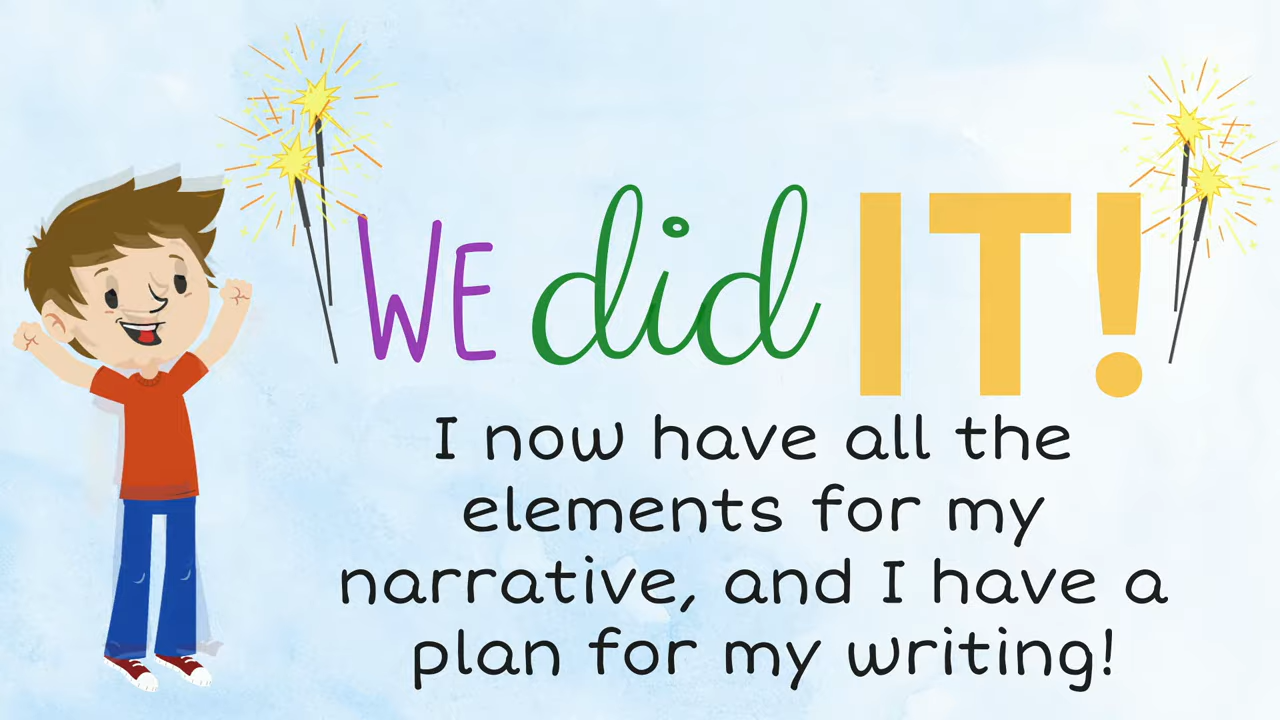 WE did IT!
I now have all the
elements for my
narrative, and I have a
plan for my writing!